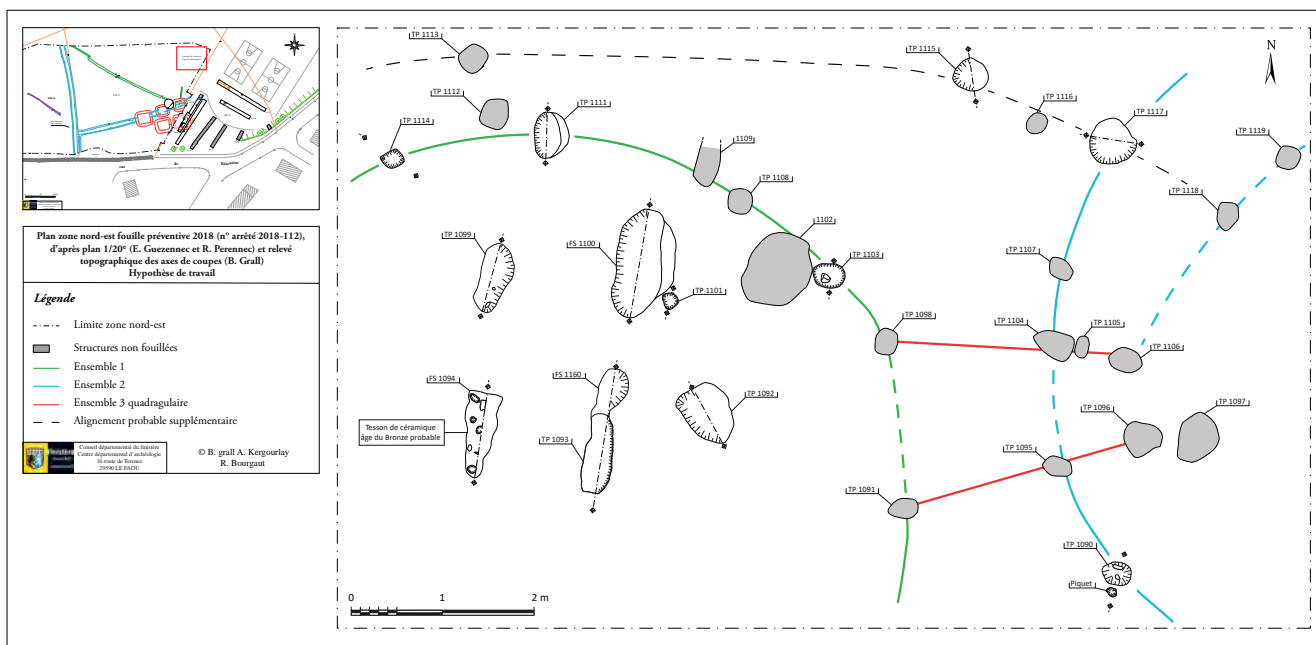 Plan zone nord-est fouille préventive 2018 (n° arrêté 2018-112),
d'après plan 1/20e (E. Guezennec et R. Perennec) et relevé
topographique des axes de coupes (B. Grall)
Hypothèse de travail
Légende
Limite zone nord-est
Structures non fouillées
Ensemble 1
Ensemble 2
Ensemble 3 quadragulaire
Alignement probable supplémentaire
Conseil départemental du finistère
Centre départemental d'archéologie
16 route de Terenez
29590 LE FAOU
© B. grall A. Kergourlay
R. Bourgaut
N
TP 1113
TP 1115
TP 1112
TP 1111
TP 1116
TP 1117
TP 1114
1109
TP 1119
TP 1108
TP 1118
1102
TP 1099
FS 1100
TP 1107
TP 1103
TP 1101
TP 1098
TP 1104
TP 1105
TP 1106
FS 1094
FS 1160
TP 1092
TP 1097
TP 1096
Tesson de céramique
âge du Bronze probable
TP 1093
TP 1095
TP 1091
TP 1090
Piquet
0 1 2 m